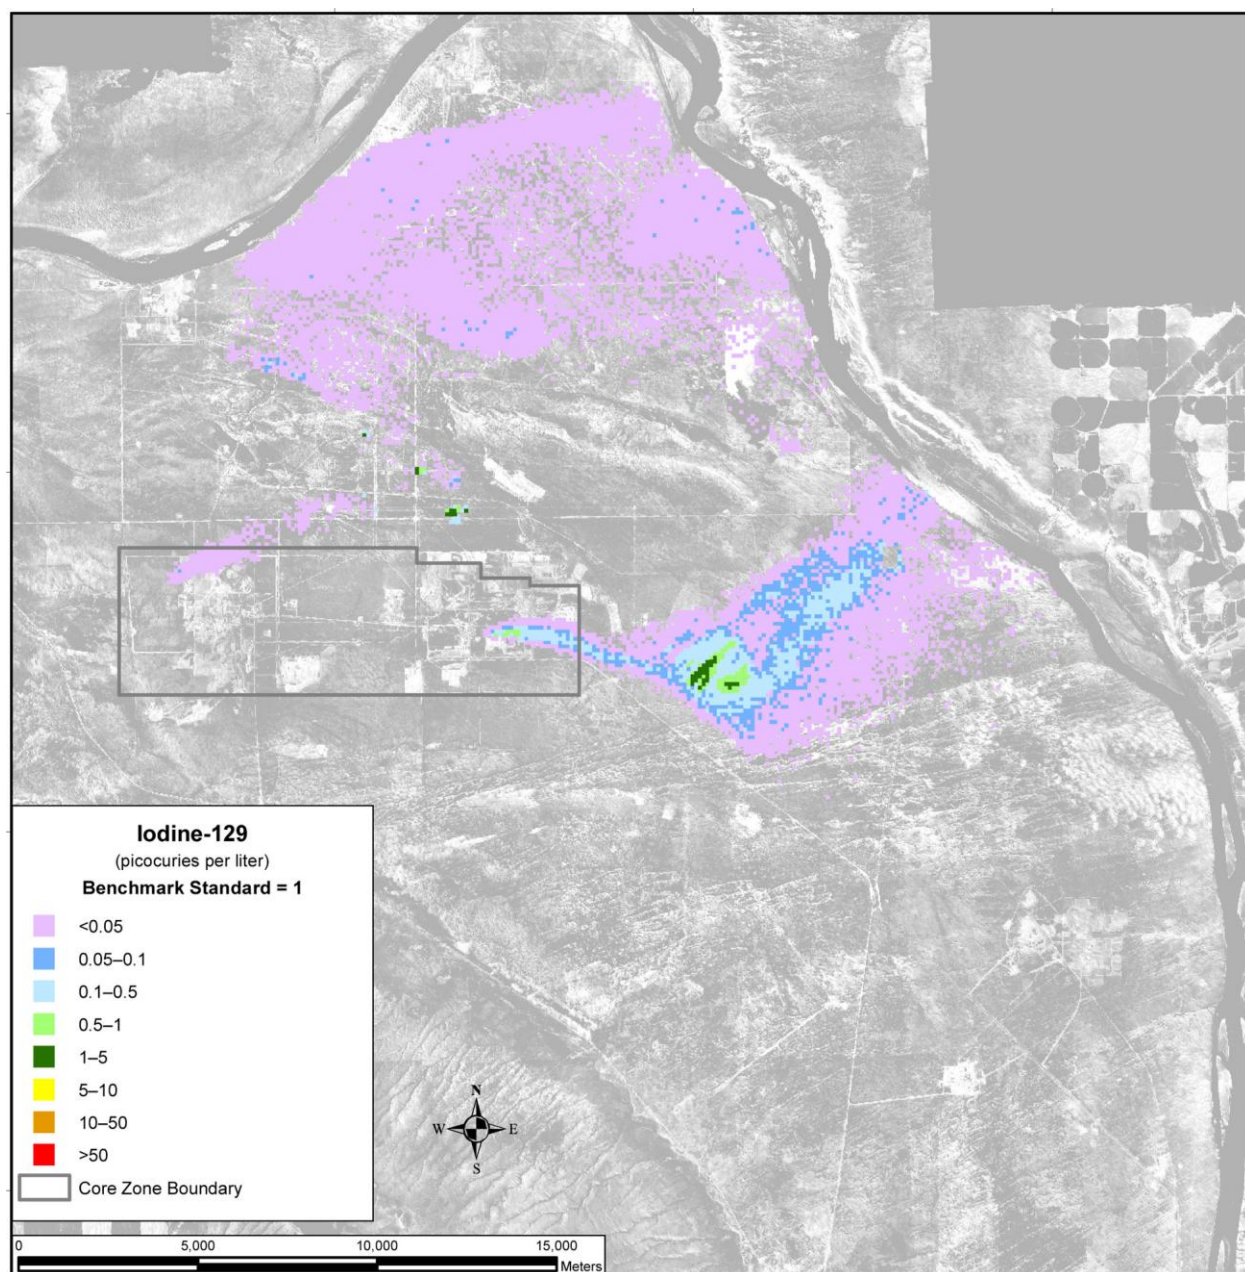 Iodine-129
(picocuries per liter)
Benchmark Standard = 1
<0.05
0.05–0.1
0.1–0.5
0.5–1
1–5
5–10
10–50
>50
Core Zone Boundary
N
W E
S
0 5,000 10,000 15,000
Meters